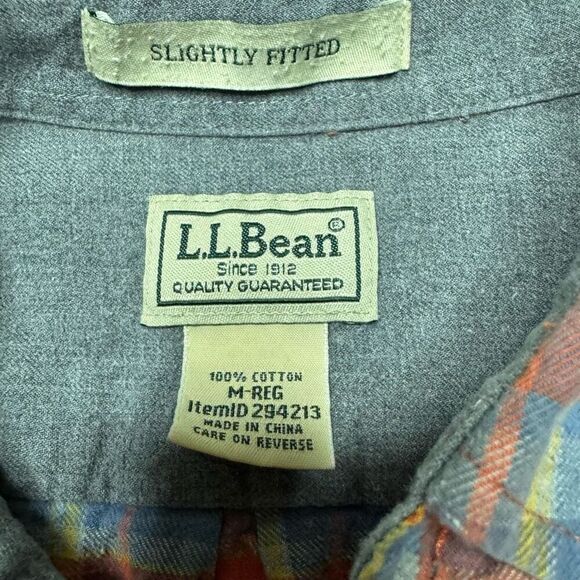 SLIGHTLY FITTED
L.L.Bean®
Since 1912
QUALITY GUARANTEED
100% COTTON
M-REG
ItemID 294213
MADE IN CHINA
CARE ON REVERSE